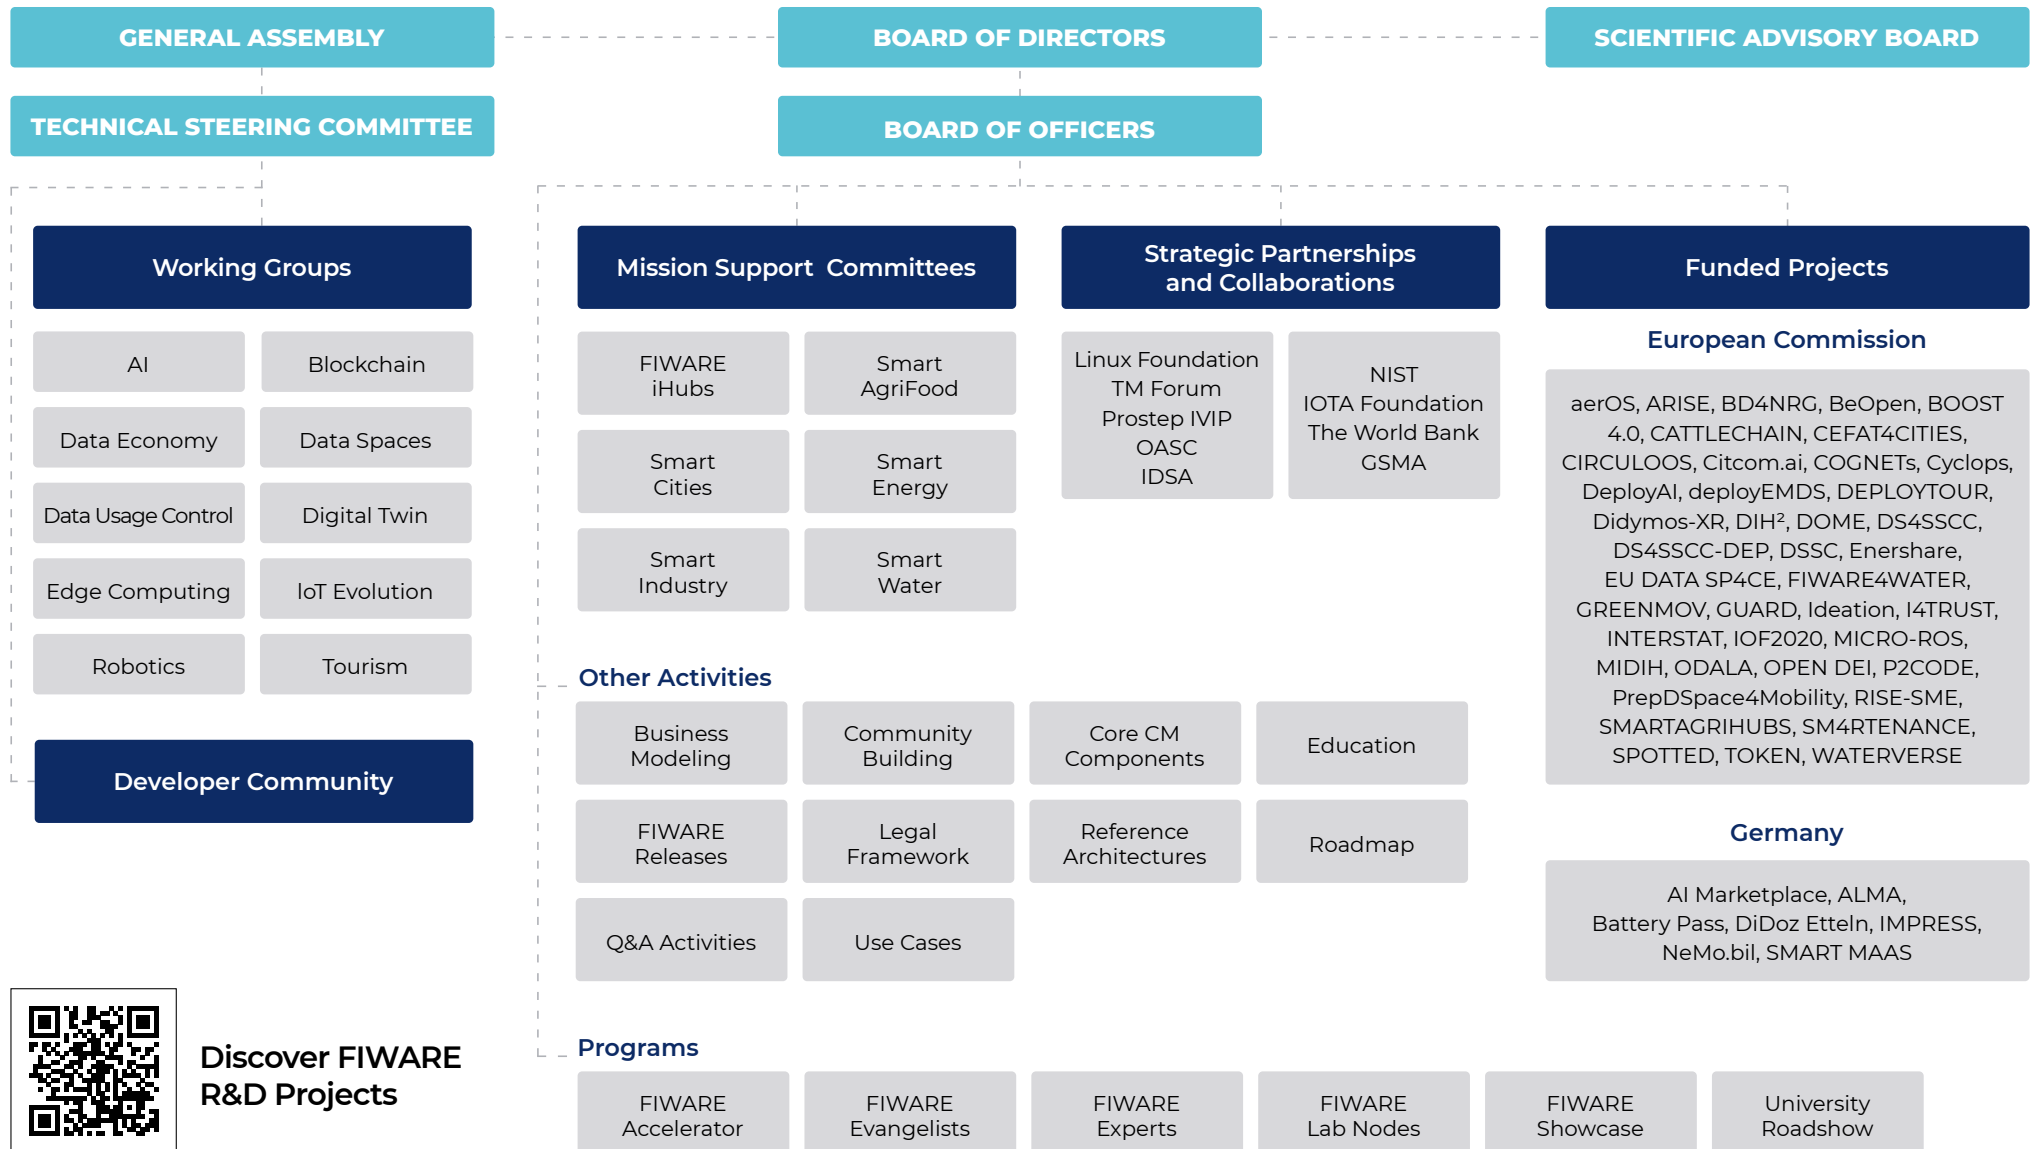 GENERAL ASSEMBLY
BOARD OF DIRECTORS
SCIENTIFIC ADVISORY BOARD
TECHNICAL STEERING COMMITTEE
BOARD OF OFFICERS
Working Groups
AI
Blockchain
Data Economy
Data Spaces
Data Usage Control
Digital Twin
Edge Computing
IoT Evolution
Robotics
Tourism
Developer Community
Mission Support Committees
FIWARE
iHubs
Smart
AgriFood
Smart
Cities
Smart
Energy
Smart
Industry
Smart
Water
Strategic Partnerships
and Collaborations
Linux Foundation
TM Forum
Prostep IVIP
OASC
IDSA
NIST
IOTA Foundation
The World Bank
GSMA
Funded Projects
European Commission
aerOS, ARISE, BD4NRG, BeOpen, BOOST
4.0, CATTLECHAIN, CEFAT4CITIES,
CIRCULOOS, Citcom.ai, COGNETs, Cyclops,
DeployAI, deployEMDS, DEPLOYTOUR,
Didymos-XR, DIH², DOME, DS4SSCC,
DS4SSCC-DEP, DSSC, Enershare,
EU DATA SP4CE, FIWARE4WATER,
GREENMOV, GUARD, Ideation, I4TRUST,
INTERSTAT, IOF2020, MICRO-ROS,
MIDIH, ODALA, OPEN DEI, P2CODE,
PrepDSpace4Mobility, RISE-SME,
SMARTAGRIHUBS, SM4RTENANCE,
SPOTTED, TOKEN, WATERVERSE
Germany
AI Marketplace, ALMA,
Battery Pass, DiDoz Etteln, IMPRESS,
NeMo.bil, SMART MAAS
Other Activities
Business
Modeling
Community
Building
Core CM
Components
Education
FIWARE
Releases
Legal
Framework
Reference
Architectures
Roadmap
Q&A Activities
Use Cases
Discover FIWARE
R&D Projects
Programs
FIWARE
Accelerator
FIWARE
Evangelists
FIWARE
Experts
FIWARE
Lab Nodes
FIWARE
Showcase
University
Roadshow